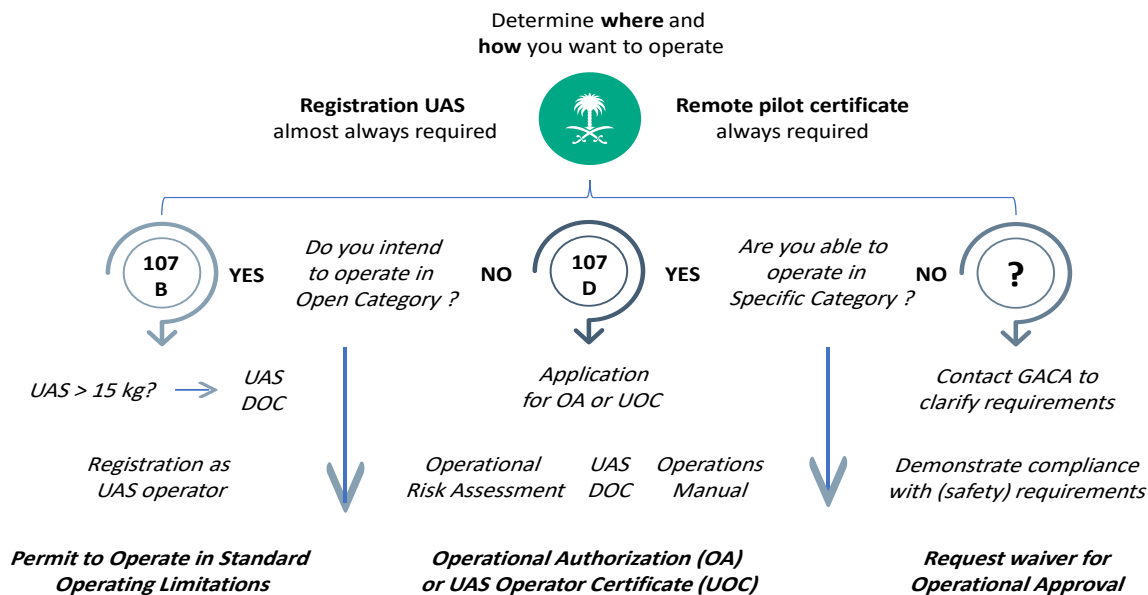 Determine where and
how you want to operate
Registration UAS
almost always required
Remote pilot certificate
always required
107
B
YES
Do you intend
to operate in
Open Category ?
NO
107
D
YES
Are you able to
operate in
Specific Category ?
NO
?
UAS > 15 kg?
UAS
DOC
Application
for OA or UOC
Contact GACA to
clarify requirements
Registration as
UAS operator
Operational
Risk Assessment
UAS
DOC
Operations
Manual
Demonstrate compliance
with (safety) requirements
Permit to Operate in Standard
Operating Limitations
Operational Authorization (OA)
or UAS Operator Certificate (UOC)
Request waiver for
Operational Approval